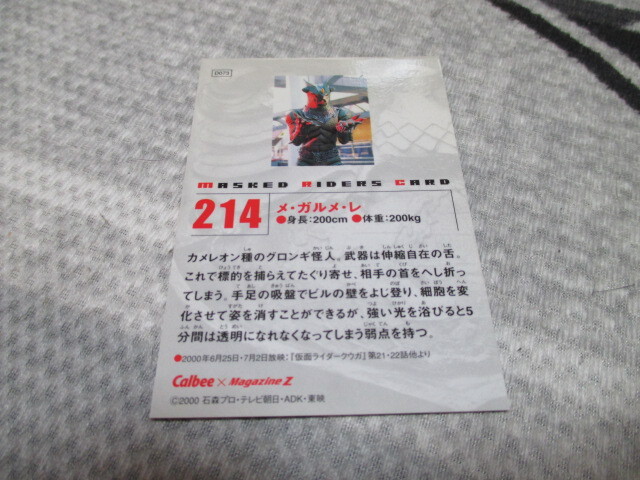 MASKED RIDERS CARD
214
メ・ガルメ・レ
●身長:200cm ●体重:200kg
カメレオン種のグロンギ怪人。武器は伸縮自在の舌。
これで標的を捕らえてたぐり寄せ、相手の首をへし折っ
てしまう。手足の吸盤でビルの壁をよじ登り、細胞を変
化させて姿を消すことができるが、強い光を浴びると5
分間は透明になれなくなってしまう弱点を持つ。
●2000年6月25日・7月2日放映:『仮面ライダークウガ』第21・22話他より
Calbee × Magazine Z
©2000 石森プロ・テレビ朝日・ADK・東映